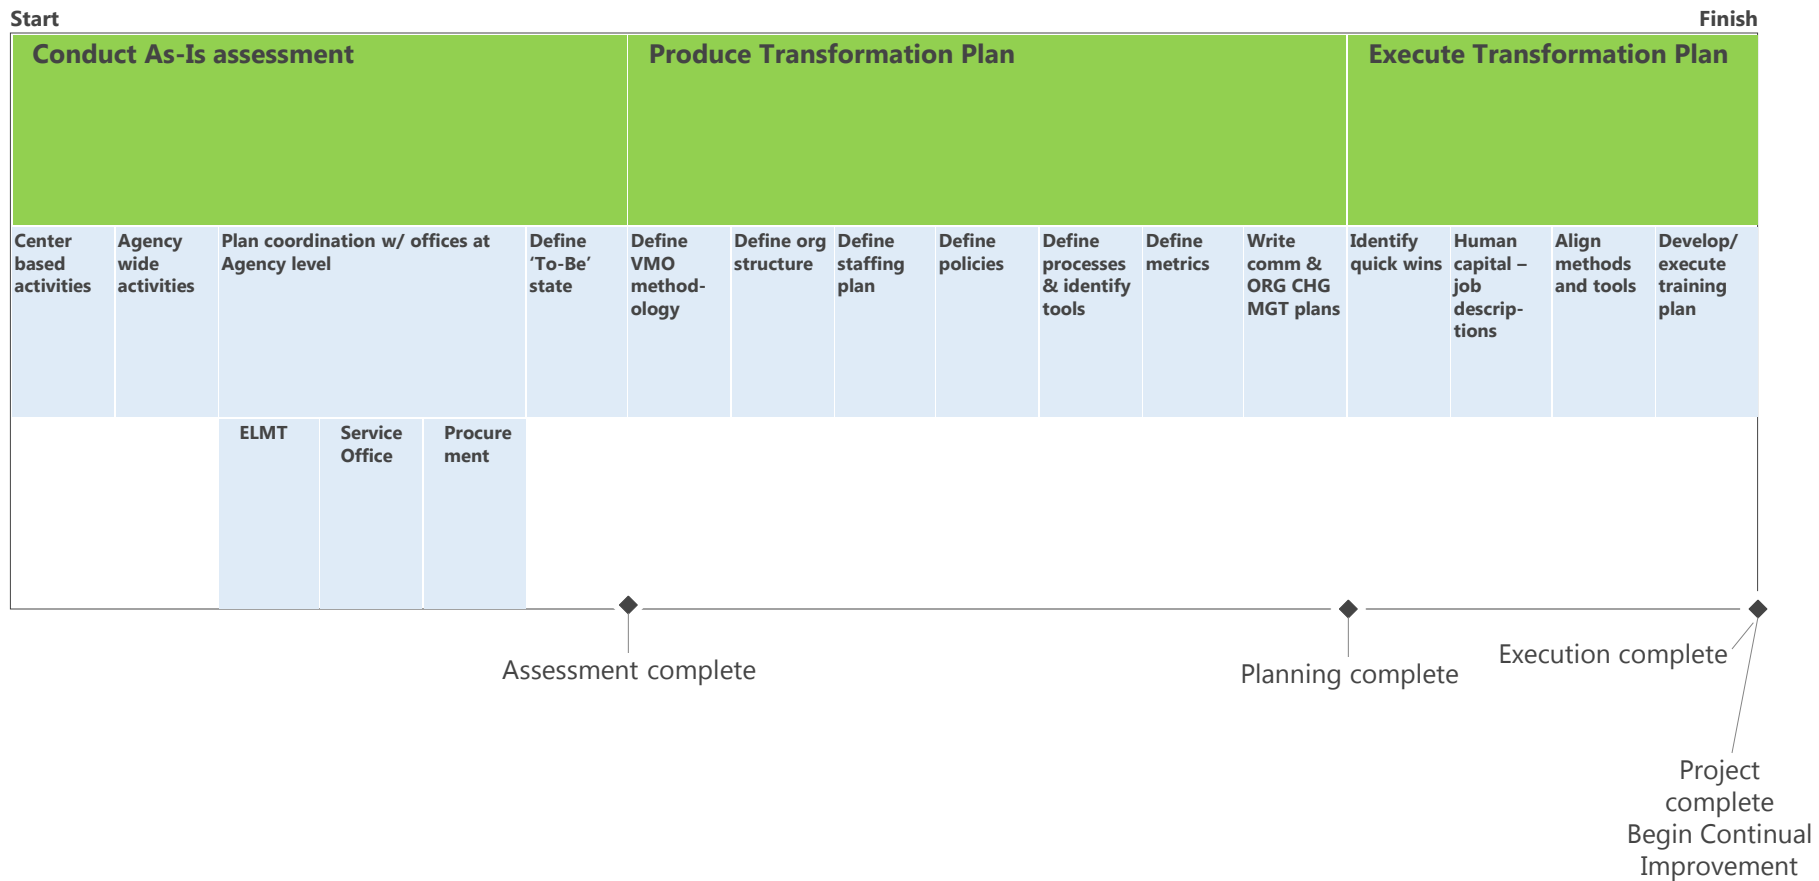 Start
Finish
Conduct As-Is assessment
Produce Transformation Plan
Execute Transformation Plan
Center
based
activities
Agency
wide
activities
Plan coordination w/ offices at
Agency level
Define
‘To-Be’
state
Define
VMO
method-
ology
Define org
structure
Define
staffing
plan
Define
policies
Define
processes
& identify
tools
Define
metrics
Write
comm &
ORG CHG
MGT plans
Identify
quick wins
Human
capital –
job
descrip-
tions
Align
methods
and tools
Develop/
execute
training
plan
ELMT
Service
Office
Procure
ment
Assessment complete
Planning complete
Execution complete
Project
complete
Begin Continual
Improvement